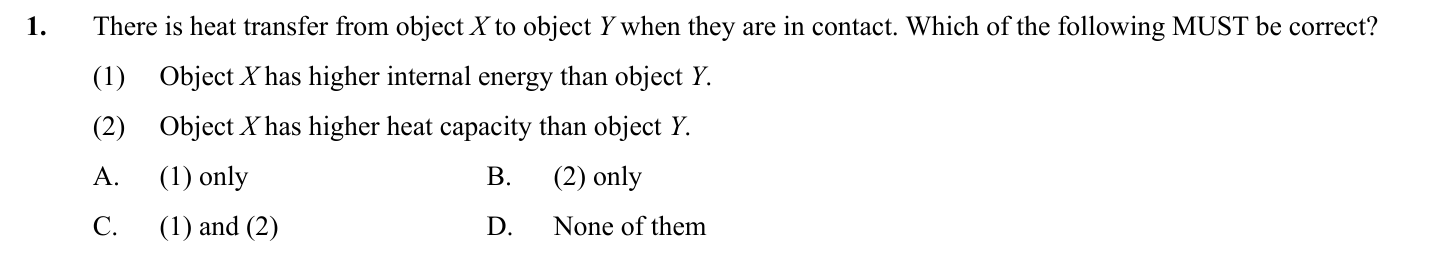 1. There is heat transfer from object X to object Y when they are in contact. Which of the following MUST be correct?
(1) Object X has higher internal energy than object Y.
(2) Object X has higher heat capacity than object Y.
A. (1) only B. (2) only
C. (1) and (2) D. None of them